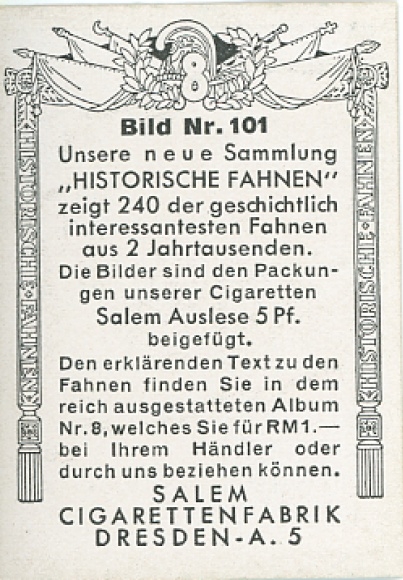 8
Bild Nr. 101
Unsere neue Sammlung
„HISTORISCHE FAHNEN“
zeigt 240 der geschichtlich
interessantesten Fahnen
aus 2 Jahrtausenden.
Die Bilder sind den Packun-
gen unserer Cigaretten
Salem Auslese 5 Pf.
beigefügt.
Den erklärenden Text zu den
Fahnen finden Sie in dem
reich ausgestatteten Album
Nr. 8, welches Sie für RM1.—
bei Ihrem Händler oder
durch uns beziehen können.
SALEM
CIGARETTENFABRIK
DRESDEN-A. 5
HISTORISCHE • FAHNEN
HISTORISCHE • FAHNEN